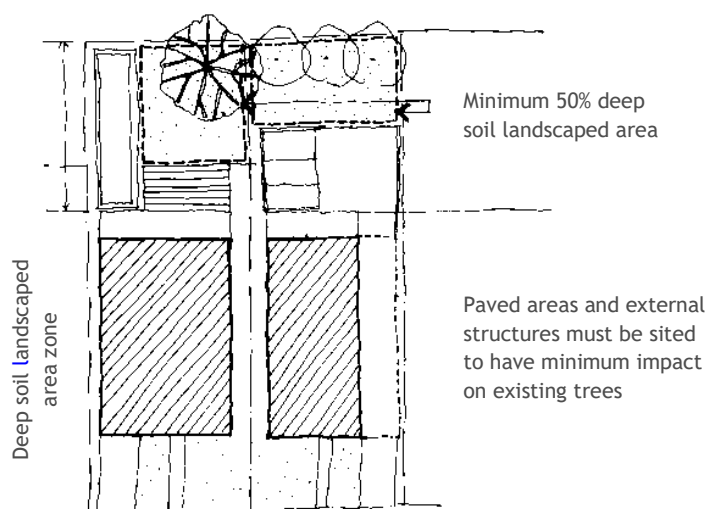 Minimum 50% deep
soil landscaped area
Deep soil landscaped
area zone
Paved areas and external
structures must be sited
to have minimum impact
on existing trees